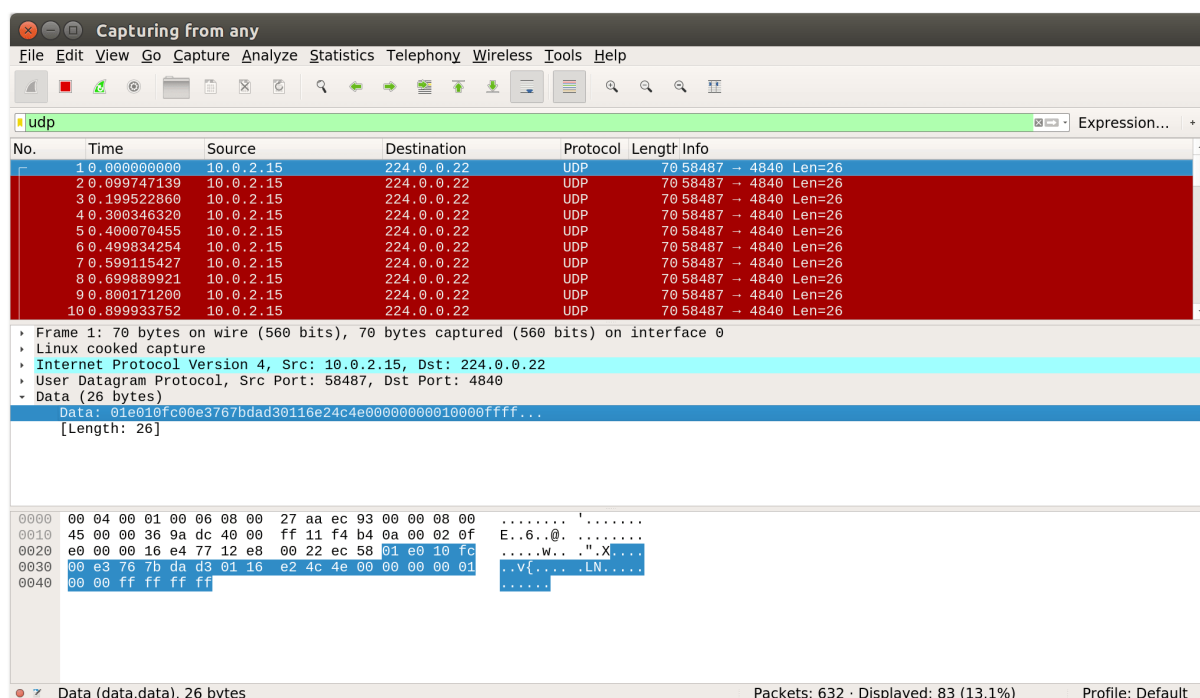 Capturing from any
File Edit View Go Capture Analyze Statistics Telephony Wireless Tools Help
udp Expression... +
No. Time Source Destination Protocol Length Info
1 0.000000000 10.0.2.15 224.0.0.22 UDP 70 58487 → 4840 Len=26
2 0.099747139 10.0.2.15 224.0.0.22 UDP 70 58487 → 4840 Len=26
3 0.199522860 10.0.2.15 224.0.0.22 UDP 70 58487 → 4840 Len=26
4 0.300346320 10.0.2.15 224.0.0.22 UDP 70 58487 → 4840 Len=26
5 0.400070455 10.0.2.15 224.0.0.22 UDP 70 58487 → 4840 Len=26
6 0.499834254 10.0.2.15 224.0.0.22 UDP 70 58487 → 4840 Len=26
7 0.599115427 10.0.2.15 224.0.0.22 UDP 70 58487 → 4840 Len=26
8 0.699889921 10.0.2.15 224.0.0.22 UDP 70 58487 → 4840 Len=26
9 0.800171200 10.0.2.15 224.0.0.22 UDP 70 58487 → 4840 Len=26
10 0.899933752 10.0.2.15 224.0.0.22 UDP 70 58487 → 4840 Len=26
Frame 1: 70 bytes on wire (560 bits), 70 bytes captured (560 bits) on interface 0
Linux cooked capture
Internet Protocol Version 4, Src: 10.0.2.15, Dst: 224.0.0.22
User Datagram Protocol, Src Port: 58487, Dst Port: 4840
Data (26 bytes)
Data: 01e010fc00e3767bdad30116e24c4e00000000010000ffff...
[Length: 26]
0000 00 04 00 01 00 06 08 00 27 aa ec 93 00 00 08 00 ........ '.......
0010 45 00 00 36 9a dc 40 00 ff 11 f4 b4 0a 00 02 0f E..6..@. ........
0020 e0 00 00 16 e4 77 12 e8 00 22 ec 58 01 e0 10 fc .....w.. .".X....
0030 00 e3 76 7b da d3 01 16 e2 4c 4e 00 00 00 00 01 ..v{.... .LN.....
0040 00 00 ff ff ff ff ......
Data (data.data), 26 bytes Packets: 632 · Displayed: 83 (13.1%) Profile: Default